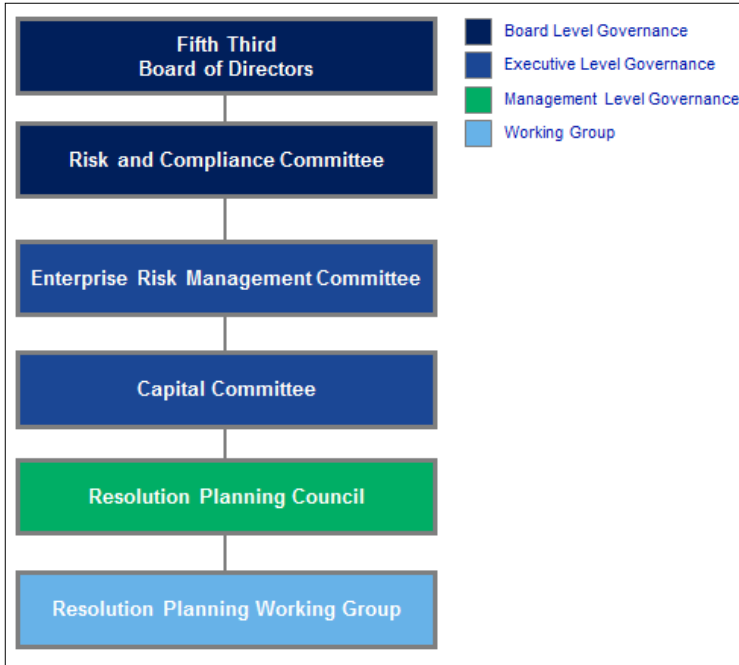 Fifth Third
Board of Directors
Risk and Compliance Committee
Enterprise Risk Management Committee
Capital Committee
Resolution Planning Council
Resolution Planning Working Group
Board Level Governance
Executive Level Governance
Management Level Governance
Working Group